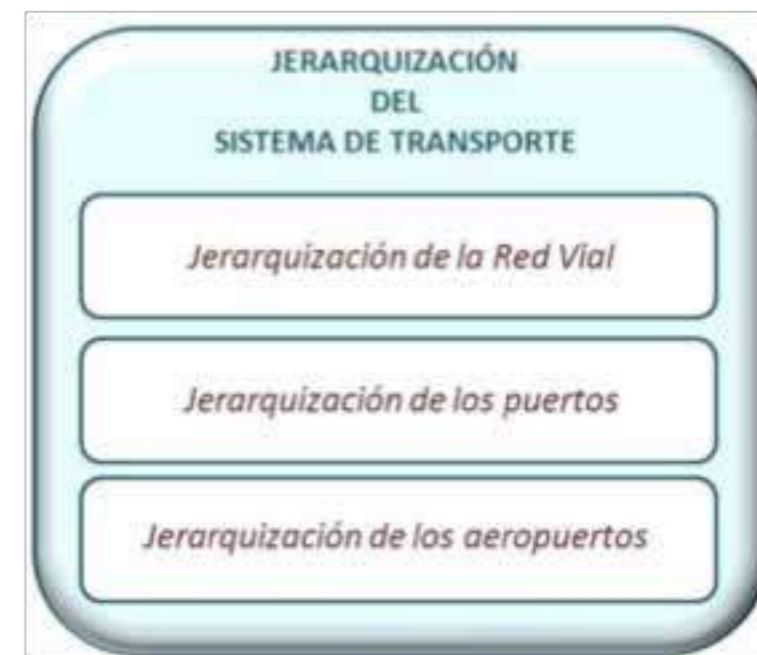 JERARQUIZACIÓN
DEL
SISTEMA DE TRANSPORTE
Jerarquización de la Red Vial
Jerarquización de los puertos
Jerarquización de los aeropuertos